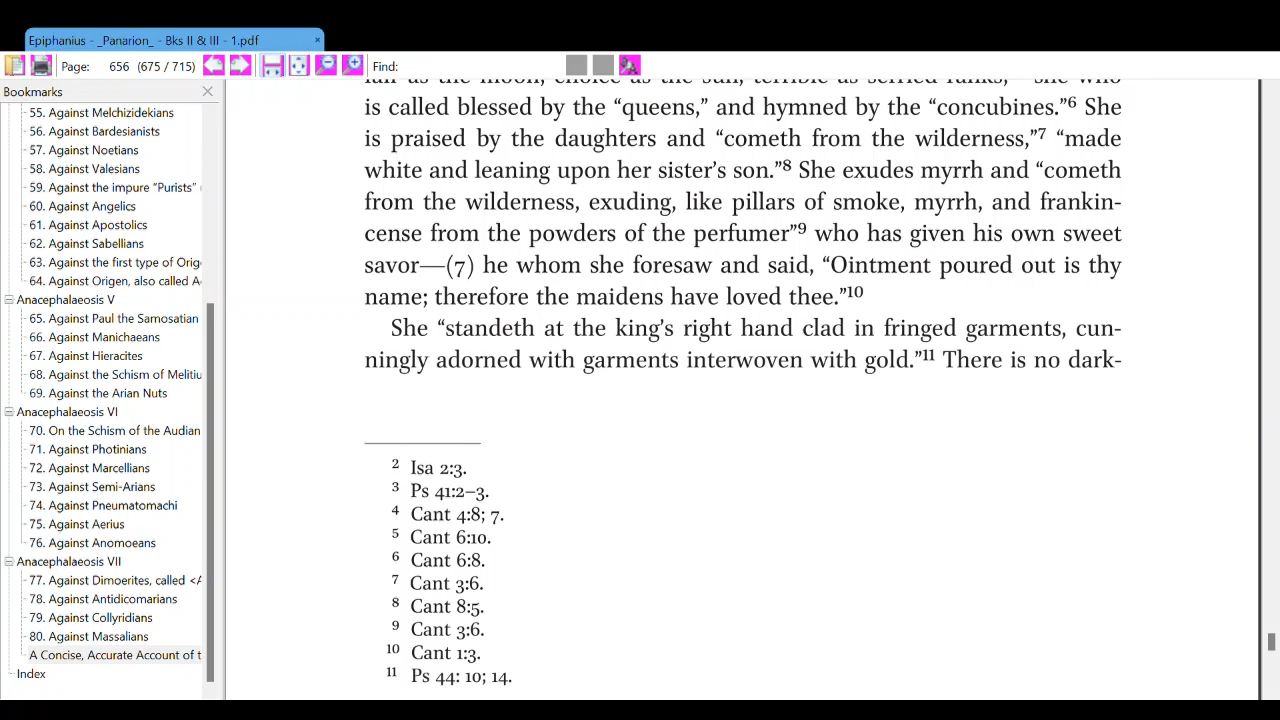 Epiphanius - _Panarion_ - Bks II & III - 1.pdf ×
Page: 656 (675 / 715) Find:
Bookmarks
55. Against Melchizidekians
56. Against Bardesianists
57. Against Noetians
58. Against Valesians
59. Against the impure "Purists" (
60. Against Angelics
61. Against Apostolics
62. Against Sabellians
63. Against the first type of Orig
64. Against Origen, also called A
Anacephalaeosis V
65. Against Paul the Samosatian
66. Against Manichaeans
67. Against Hieracites
68. Against the Schism of Melitiu
69. Against the Arian Nuts
Anacephalaeosis VI
70. On the Schism of the Audian
71. Against Photinians
72. Against Marcellians
73. Against Semi-Arians
74. Against Pneumatomachi
75. Against Aerius
76. Against Anomoeans
Anacephalaeosis VII
77. Against Dimoerites, called <A
78. Against Antidicomarians
79. Against Collyridians
80. Against Massalians
A Concise, Accurate Account of t
Index
fair as the moon, choice as the sun, terrible as serried ranks," she who
is called blessed by the “queens,” and hymned by the “concubines.”⁶ She
is praised by the daughters and “cometh from the wilderness,”⁷ “made
white and leaning upon her sister’s son.”⁸ She exudes myrrh and “cometh
from the wilderness, exuding, like pillars of smoke, myrrh, and frankin-
cense from the powders of the perfumer”⁹ who has given his own sweet
savor—(7) he whom she foresaw and said, “Ointment poured out is thy
name; therefore the maidens have loved thee.”¹⁰
She “standeth at the king’s right hand clad in fringed garments, cun-
ningly adorned with garments interwoven with gold.”¹¹ There is no dark-
² Isa 2:3.
³ Ps 41:2–3.
⁴ Cant 4:8; 7.
⁵ Cant 6:10.
⁶ Cant 6:8.
⁷ Cant 3:6.
⁸ Cant 8:5.
⁹ Cant 3:6.
¹⁰ Cant 1:3.
¹¹ Ps 44: 10; 14.